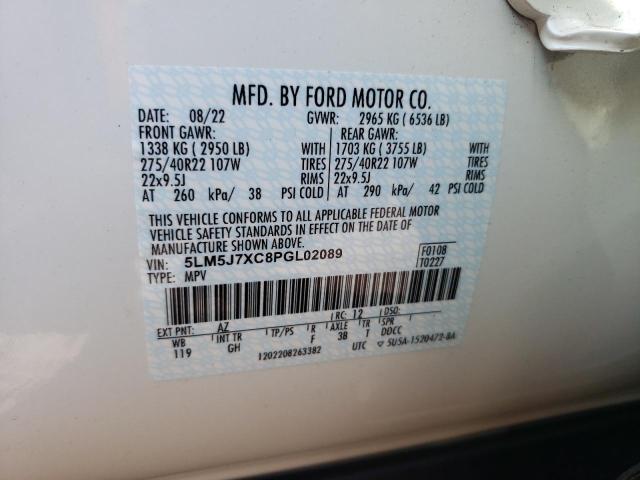 MFD. BY FORD MOTOR CO.
DATE: 08/22 GVWR: 2965 KG ( 6536 LB)
FRONT GAWR: REAR GAWR:
1338 KG ( 2950 LB) WITH 1703 KG ( 3755 LB) WITH
275/40R22 107W TIRES 275/40R22 107W TIRES
22x9.5J RIMS 22x9.5J RIMS
AT 260 kPa/ 38 PSI COLD AT 290 kPa/ 42 PSI COLD
THIS VEHICLE CONFORMS TO ALL APPLICABLE FEDERAL MOTOR
VEHICLE SAFETY STANDARDS IN EFFECT ON THE DATE OF
MANUFACTURE SHOWN ABOVE.
VIN: 5LM5J7XC8PGL02089 F0108
TYPE: MPV T0227
EXT PNT: AZ RC: 12 DSO:
WB INT TR TP/PS R AXLE TR SPR
119 GH F 3B T DDCC
1202208263382 UTC ▽ 5U5A-1520472-BA